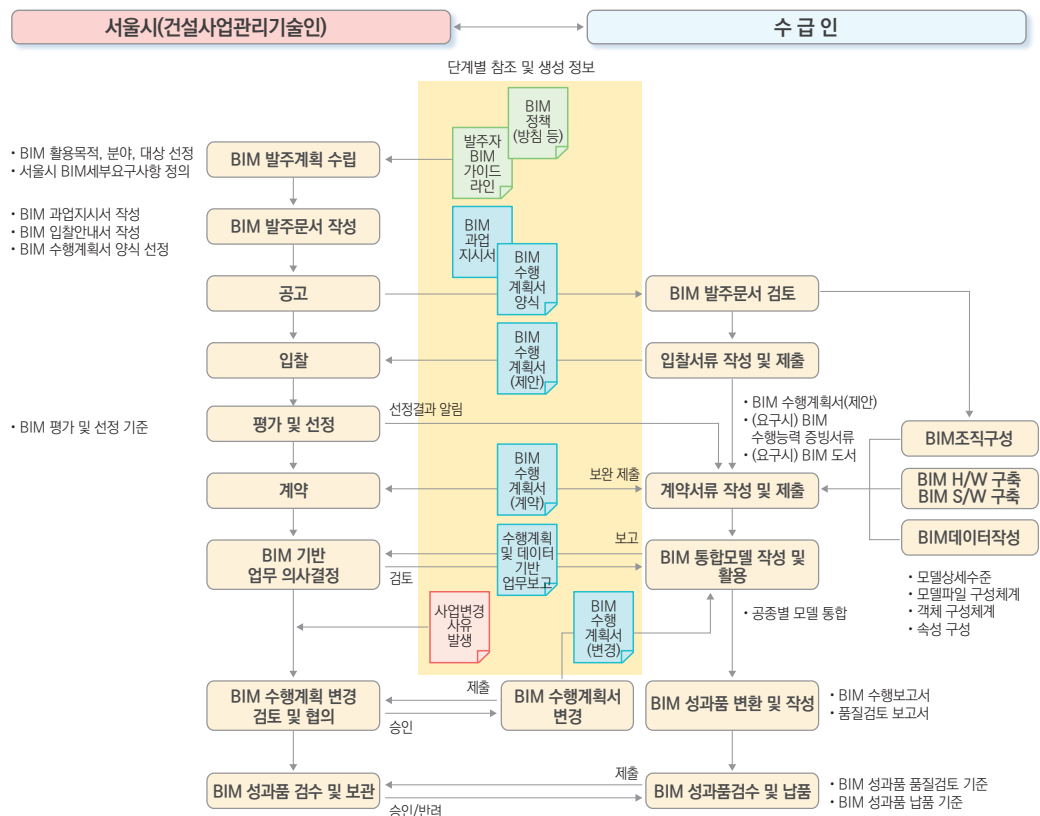 서울시(건설사업관리기술인)
수 급 인
단계별 참조 및 생성 정보
BIM
정책
(방침 등)
발주자
BIM
가이드
라인
• BIM 활용목적, 분야, 대상 선정
• 서울시 BIM세부요구사항 정의
BIM 발주계획 수립
• BIM 과업지시서 작성
• BIM 입찰안내서 작성
• BIM 수행계획서 양식 선정
BIM 발주문서 작성
BIM
과업
지시서
BIM
수행
계획서
양식
공고
BIM 발주문서 검토
입찰
BIM
수행
계획서
(제안)
입찰서류 작성 및 제출
• BIM 수행계획서(제안)
• (요구시) BIM
수행능력 증빙서류
• (요구시) BIM 도서
• BIM 평가 및 선정 기준
평가 및 선정
선정결과 알림
BIM조직구성
BIM H/W 구축
BIM S/W 구축
BIM데이터작성
계약
BIM
수행
계획서
(계약)
보완 제출
계약서류 작성 및 제출
BIM 기반
업무 의사결정
검토
수행계획
및 데이터
기반
업무보고
보고
BIM 통합모델 작성 및
활용
• 공종별 모델 통합
• 모델상세수준
• 모델파일 구성체계
• 객체 구성체계
• 속성 구성
사업변경
사유
발생
BIM
수행
계획서
(변경)
BIM 수행계획 변경
검토 및 협의
제출
승인
BIM 수행계획서
변경
BIM 성과품 변환 및 작성
• BIM 수행보고서
• 품질검토 보고서
BIM 성과품 검수 및 보관
제출
승인/반려
BIM 성과품검수 및 납품
• BIM 성과품 품질검토 기준
• BIM 성과품 납품 기준